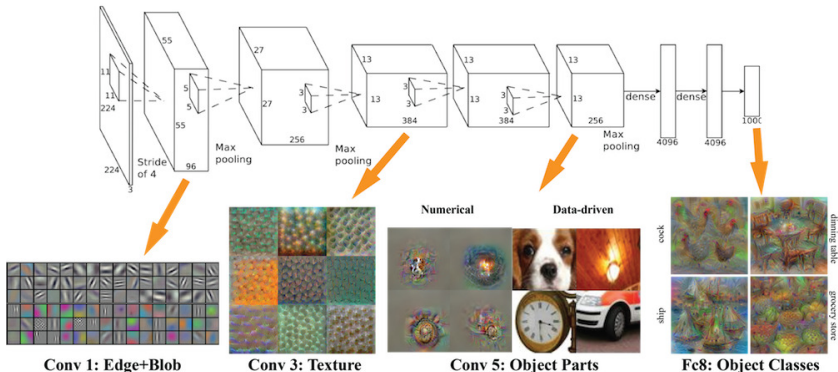 55
27
13
13
13
11
5
5
3
3
3
3
3
3
11
224
55
27
13
13
13
dense
dense
384
384
256
1000
256
Max
pooling
Max
pooling
Max
pooling
4096
4096
224
Stride
of 4
96
3
Numerical
Data-driven
cock
dinning table
ship
grocery store
Conv 1: Edge+Blob
Conv 3: Texture
Conv 5: Object Parts
Fc8: Object Classes